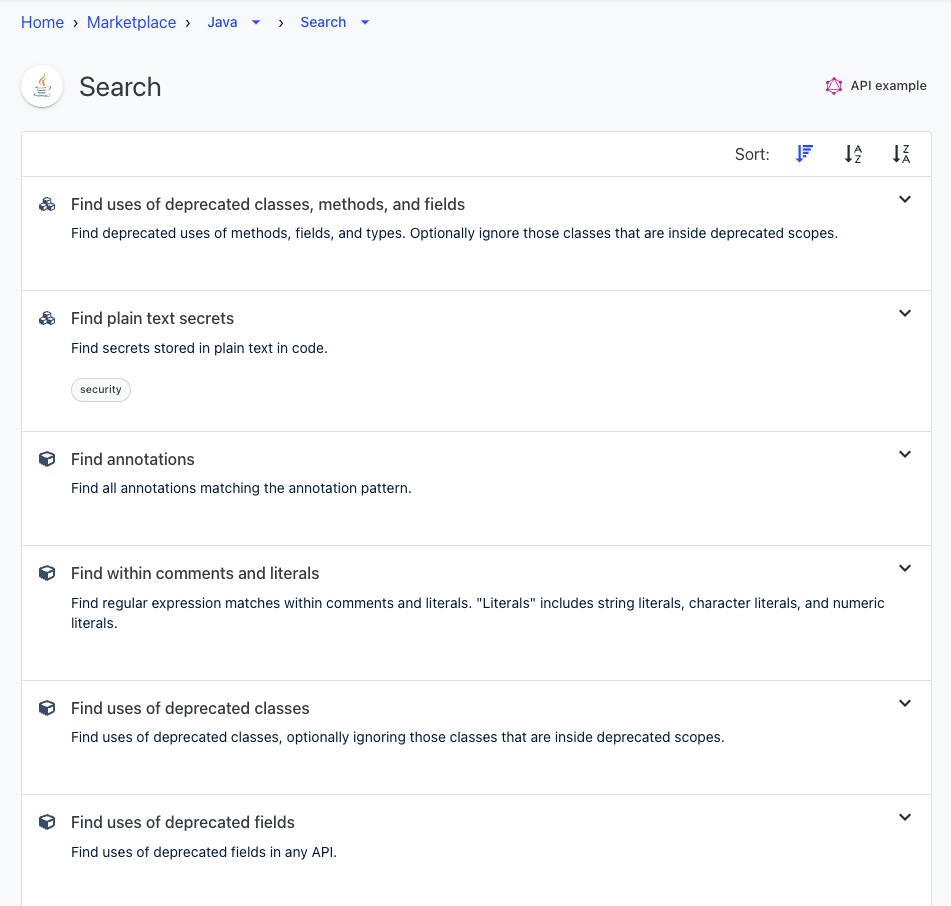 Home › Marketplace › Java › Search
Search
API example
Sort: A Z Z A
Find uses of deprecated classes, methods, and fields
Find deprecated uses of methods, fields, and types. Optionally ignore those classes that are inside deprecated scopes.
Find plain text secrets
Find secrets stored in plain text in code.
security
Find annotations
Find all annotations matching the annotation pattern.
Find within comments and literals
Find regular expression matches within comments and literals. "Literals" includes string literals, character literals, and numeric
literals.
Find uses of deprecated classes
Find uses of deprecated classes, optionally ignoring those classes that are inside deprecated scopes.
Find uses of deprecated fields
Find uses of deprecated fields in any API.